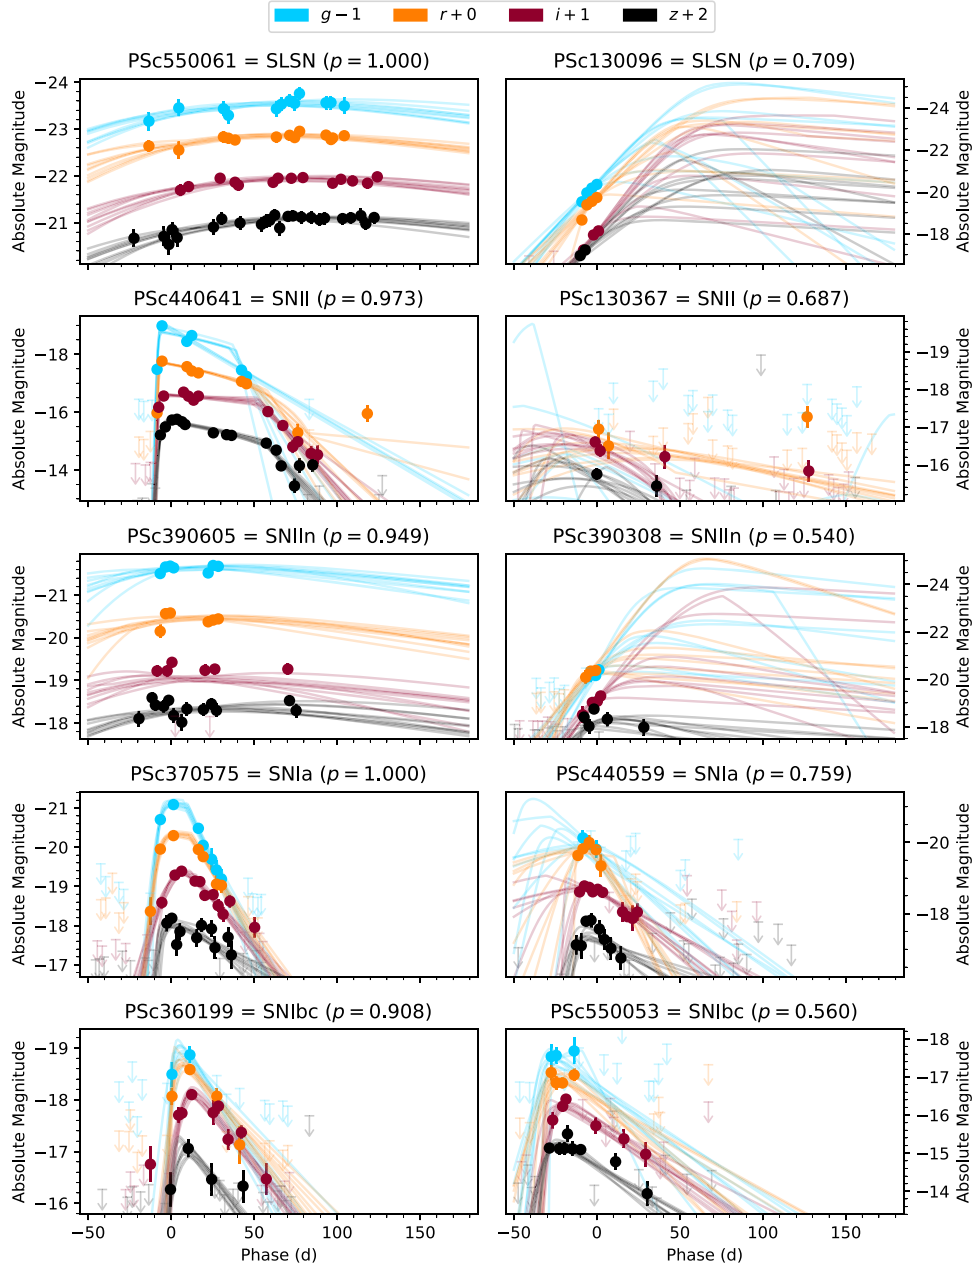 g − 1 r + 0 i + 1 z + 2
PSc550061 = SLSN (p = 1.000)
PSc130096 = SLSN (p = 0.709)
Absolute Magnitude
−24
−23
−22
−21
−24
−22
−20
−18
Absolute Magnitude
PSc440641 = SNII (p = 0.973)
PSc130367 = SNII (p = 0.687)
Absolute Magnitude
−18
−16
−14
−19
−18
−17
−16
Absolute Magnitude
PSc390605 = SNIIn (p = 0.949)
PSc390308 = SNIIn (p = 0.540)
Absolute Magnitude
−21
−20
−19
−18
−24
−22
−20
−18
Absolute Magnitude
PSc370575 = SNIa (p = 1.000)
PSc440559 = SNIa (p = 0.759)
Absolute Magnitude
−21
−20
−19
−18
−17
−20
−18
Absolute Magnitude
PSc360199 = SNIbc (p = 0.908)
PSc550053 = SNIbc (p = 0.560)
Absolute Magnitude
−19
−18
−17
−16
−18
−17
−16
−15
−14
Absolute Magnitude
−50 0 50 100 150
−50 0 50 100 150
Phase (d)
Phase (d)